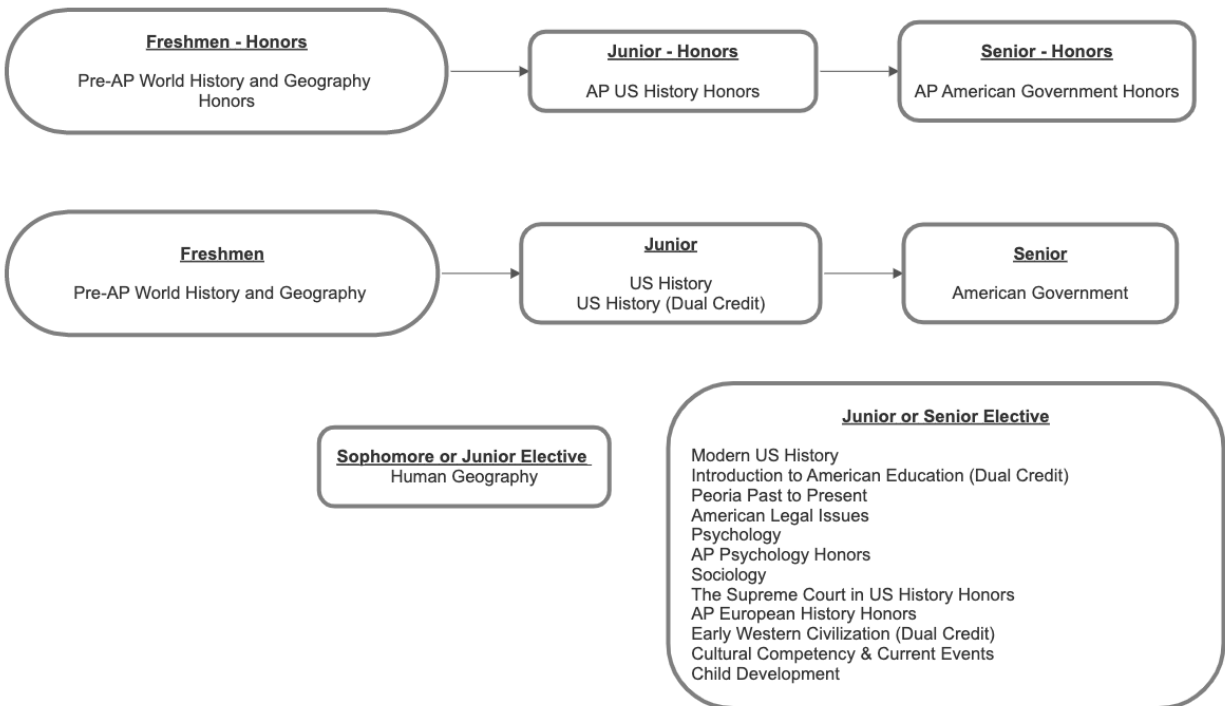 Freshmen - Honors
Pre-AP World History and Geography
Honors
Junior - Honors
AP US History Honors
Senior - Honors
AP American Government Honors
Freshmen
Pre-AP World History and Geography
Junior
US History
US History (Dual Credit)
Senior
American Government
Sophomore or Junior Elective
Human Geography
Junior or Senior Elective
Modern US History
Introduction to American Education (Dual Credit)
Peoria Past to Present
American Legal Issues
Psychology
AP Psychology Honors
Sociology
The Supreme Court in US History Honors
AP European History Honors
Early Western Civilization (Dual Credit)
Cultural Competency & Current Events
Child Development